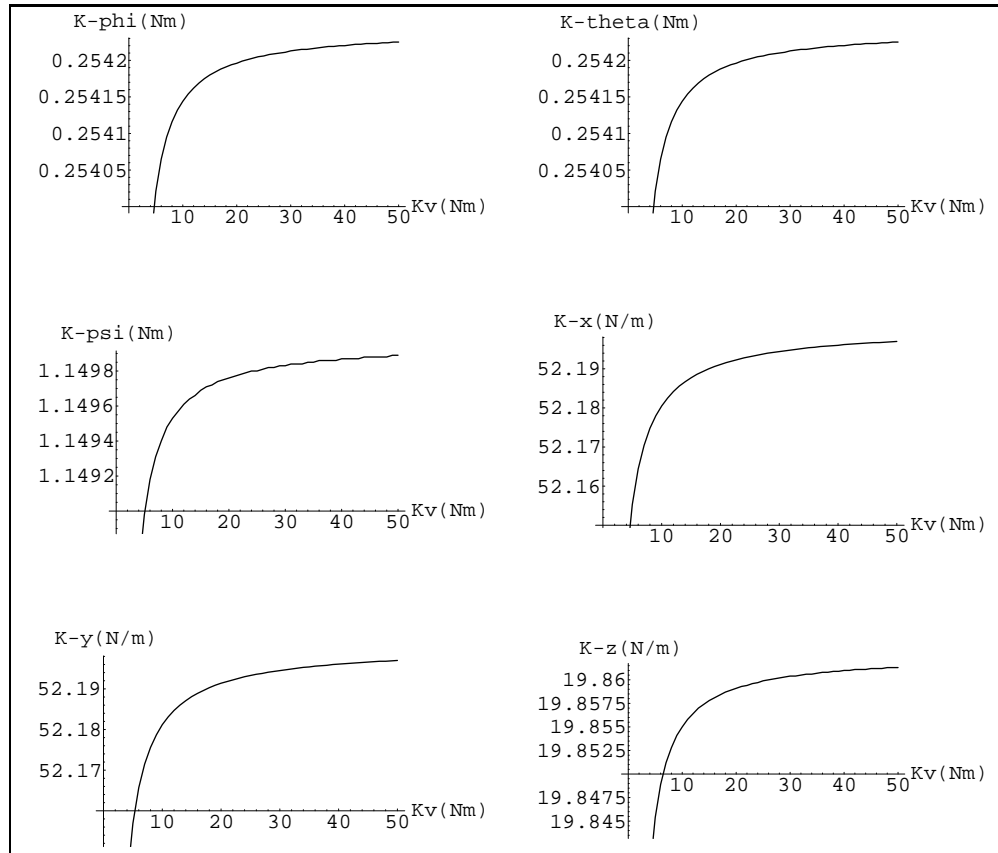 K-phi(Nm)
0.2542
0.25415
0.2541
0.25405
10 20 30 40 50
Kv(Nm)
K-theta(Nm)
0.2542
0.25415
0.2541
0.25405
10 20 30 40 50
Kv(Nm)
K-psi(Nm)
1.1498
1.1496
1.1494
1.1492
10 20 30 40 50
Kv(Nm)
K-x(N/m)
52.19
52.18
52.17
52.16
10 20 30 40 50
Kv(Nm)
K-y(N/m)
52.19
52.18
52.17
10 20 30 40 50
Kv(Nm)
K-z(N/m)
19.86
19.8575
19.855
19.8525
19.8475
19.845
10 20 30 40 50
Kv(Nm)